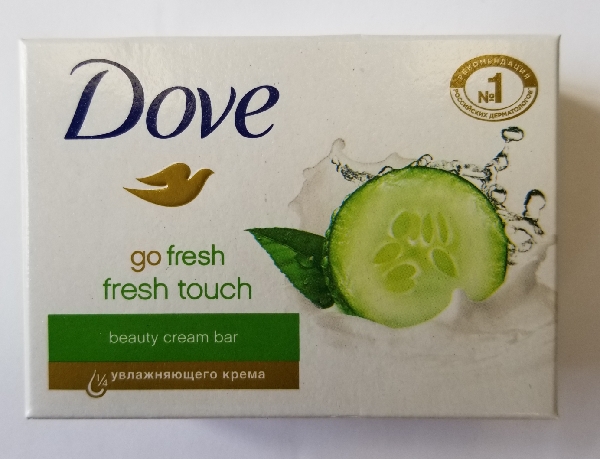 Dove
РЕКОМЕНДАЦИЯ
№1
РОССИЙСКИХ ДЕРМАТОЛОГОВ
go fresh
fresh touch
beauty cream bar
1/4 увлажняющего крема